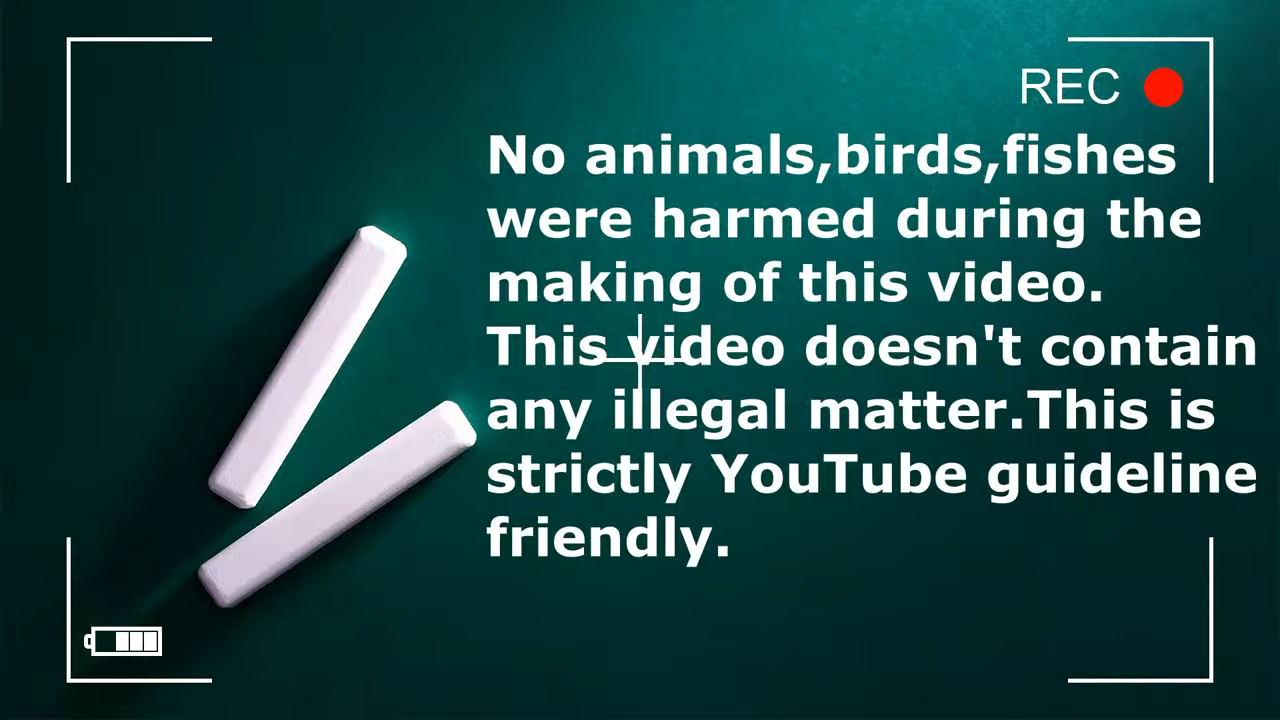 REC
No animals,birds,fishes
were harmed during the
making of this video.
This video doesn't contain
any illegal matter.This is
strictly YouTube guideline
friendly.